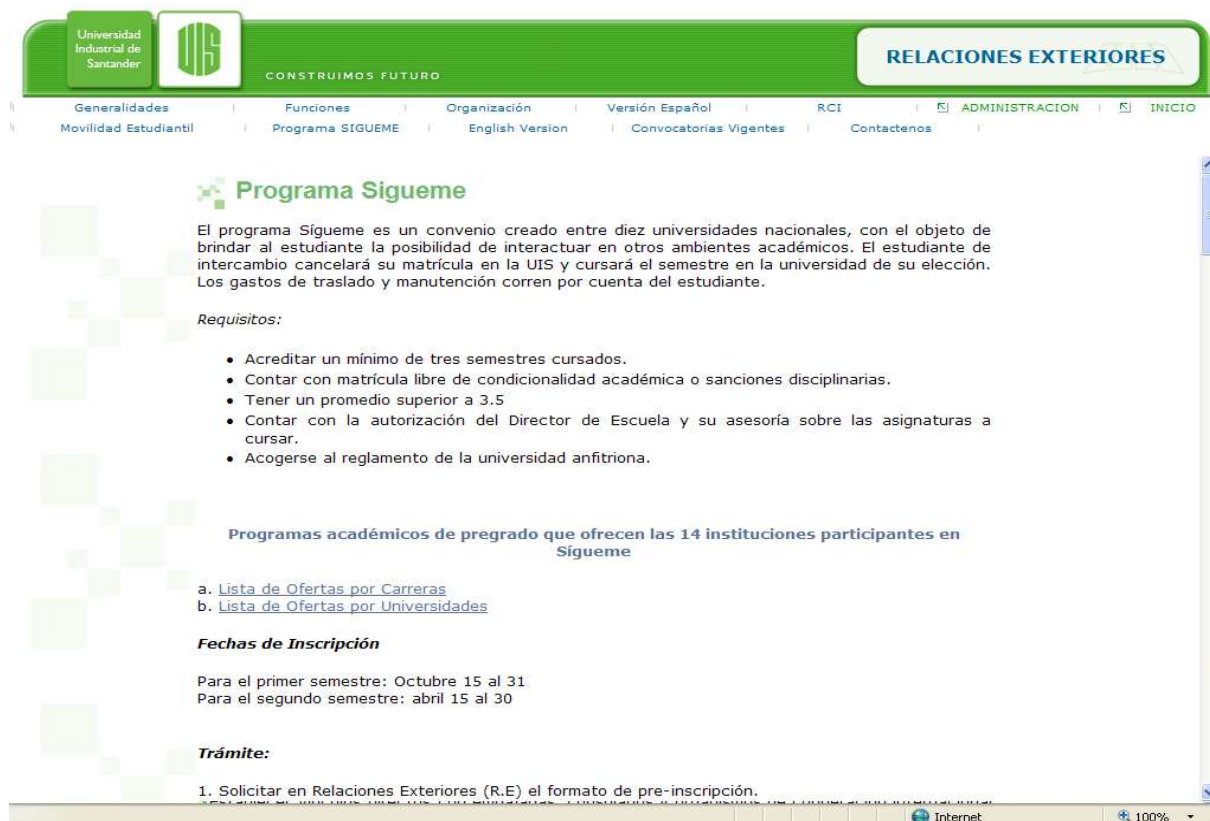 Universidad
Industrial de
Santander
UIS
CONSTRUIMOS FUTURO
RELACIONES EXTERIORES
Generalidades | Funciones | Organización | Versión Español | RCI | ADMINISTRACION | INICIO
Movilidad Estudiantil | Programa SIGUEME | English Version | Convocatorias Vigentes | Contactenos |
Programa Sigueme
El programa Sígueme es un convenio creado entre diez universidades nacionales, con el objeto de
brindar al estudiante la posibilidad de interactuar en otros ambientes académicos. El estudiante de
intercambio cancelará su matrícula en la UIS y cursará el semestre en la universidad de su elección.
Los gastos de traslado y manutención corren por cuenta del estudiante.
Requisitos:
• Acreditar un mínimo de tres semestres cursados.
• Contar con matrícula libre de condicionalidad académica o sanciones disciplinarias.
• Tener un promedio superior a 3.5
• Contar con la autorización del Director de Escuela y su asesoría sobre las asignaturas a
cursar.
• Acogerse al reglamento de la universidad anfitriona.
Programas académicos de pregrado que ofrecen las 14 instituciones participantes en
Sígueme
a. Lista de Ofertas por Carreras
b. Lista de Ofertas por Universidades
Fechas de Inscripción
Para el primer semestre: Octubre 15 al 31
Para el segundo semestre: abril 15 al 30
Trámite:
1. Solicitar en Relaciones Exteriores (R.E) el formato de pre-inscripción.
Internet 100%